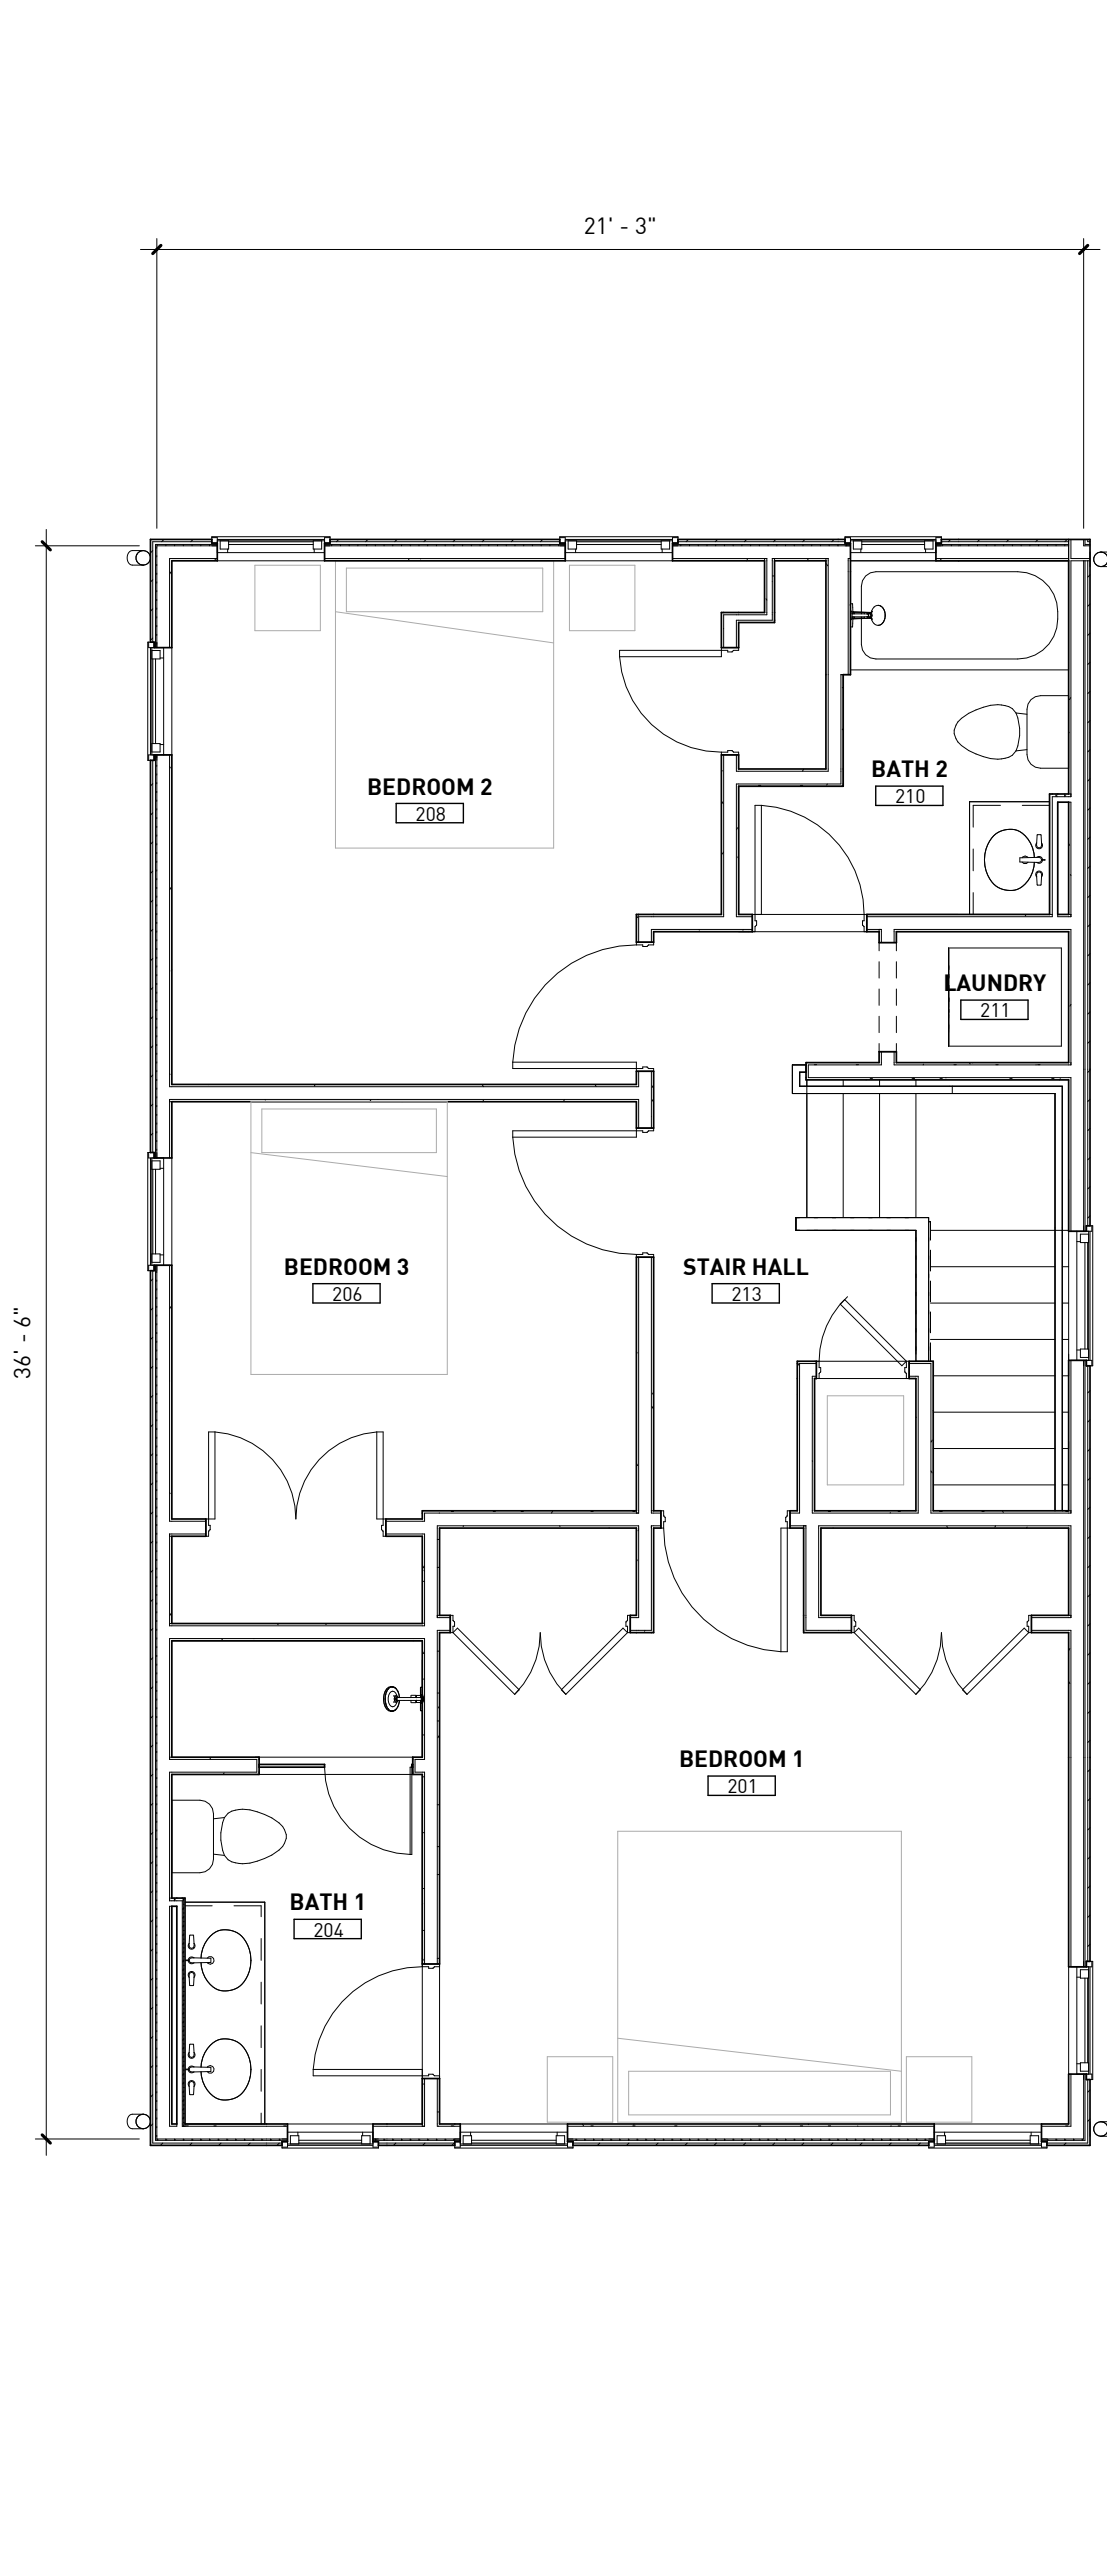 21' - 3"
36' - 6"
BEDROOM 2
208
BATH 2
210
LAUNDRY
211
BEDROOM 3
206
STAIR HALL
213
BEDROOM 1
201
BATH 1
204